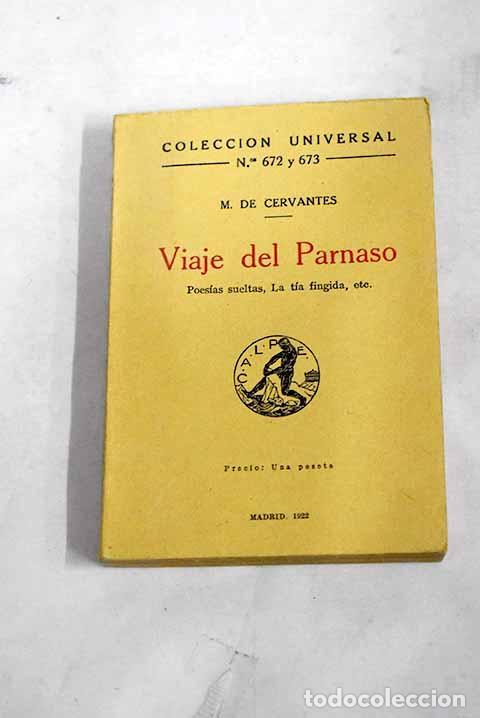 COLECCION UNIVERSAL
N.os 672 y 673
M. DE CERVANTES
Viaje del Parnaso
Poesías sueltas, La tía fingida, etc.
CALPE
Precio: Una peseta
MADRID. 1922
todocoleccion